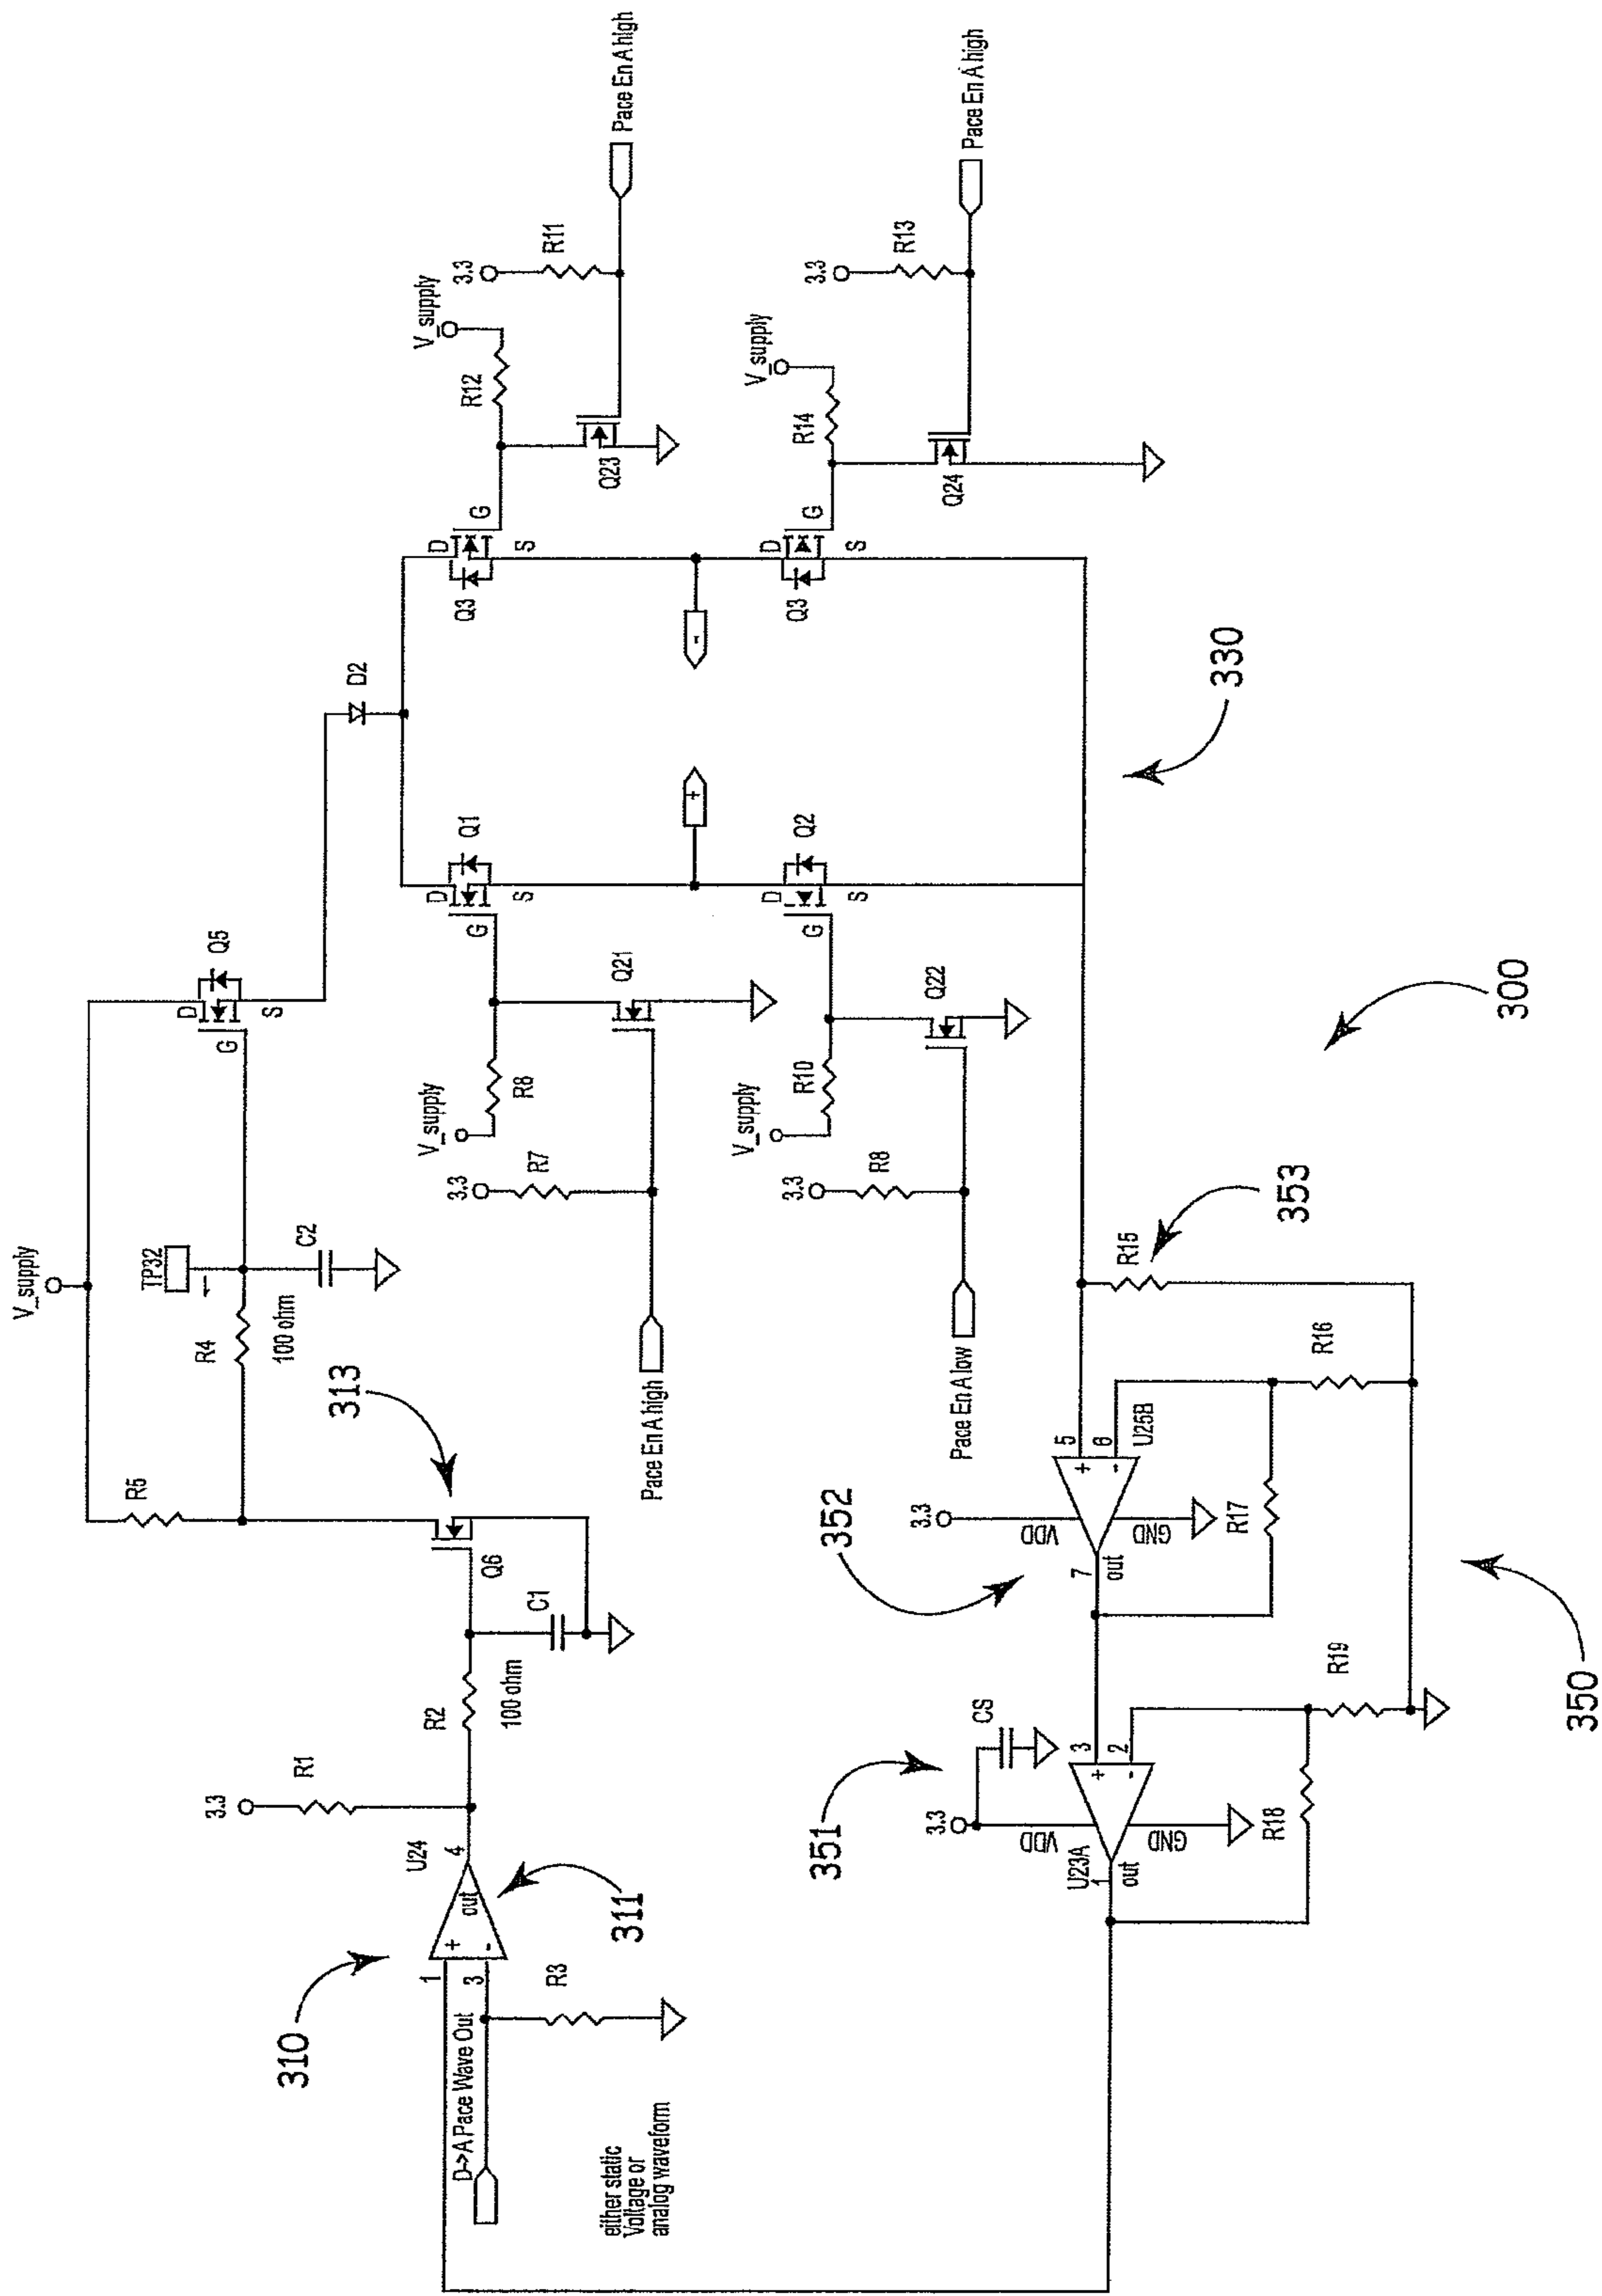 V_supply
R5
R4
100 ohm
TP32
1
C2
D
G
S
Q5
D2
313
Q6
C1
R2
100 ohm
3.3
R1
U24
4
out
+
-
1
3
310
311
D->A Pace Wave Out
R3
either static
Voltage or
analog waveform
Pace En A high
3.3
R7
V_supply
R8
Q21
D
G
S
Q1
+
-
D
G
S
Q3
V_supply
R12
3.3
R11
Q23
Pace En A high
Pace En A low
3.3
R8
V_supply
R10
Q22
D
G
S
Q2
D
G
S
Q3
V_supply
R14
3.3
R13
Q24
Pace En A high
330
300
353
R15
R16
5
6
+
-
U25B
3.3
VDD
GND
7
out
R17
352
350
R19
351
CS
3.3
VDD
GND
3
2
+
-
U23A
1
out
R18